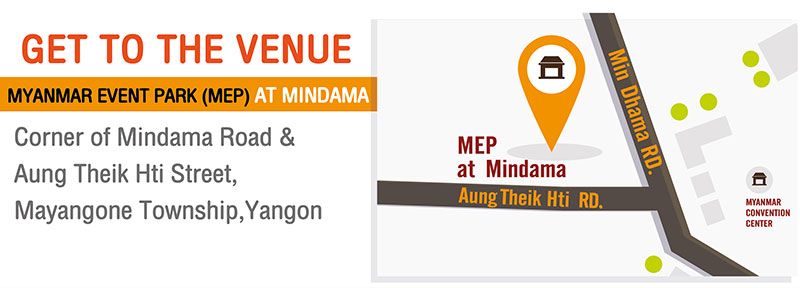 GET TO THE VENUE
MYANMAR EVENT PARK (MEP) AT MINDAMA
Corner of Mindama Road &
Aung Theik Hti Street,
Mayangone Township,Yangon
Min Dhama RD.
MEP
at Mindama
Aung Theik Hti RD.
MYANMAR
CONVENTION
CENTER